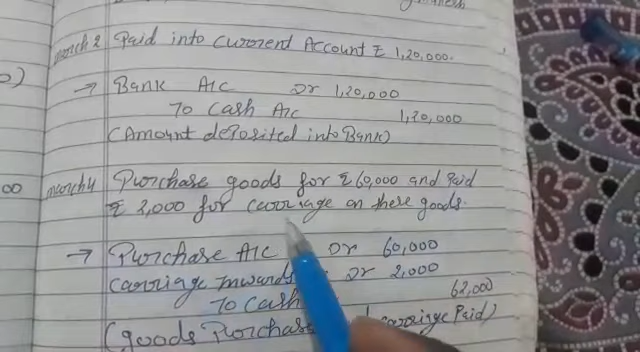 march 2 Paid into Current Account ₹ 1,20,000.
→ Bank A/C Dr 1,20,000
To Cash A/C 1,20,000
(Amount deposited into Bank)
00 march 4 Purchase goods for ₹ 60,000 and Paid
₹ 2,000 for carriage on these goods.
→ Purchase A/C Dr 60,000
Carriage Inwards Dr 2,000
To Cash 62,000
(goods Purchase carriage Paid)